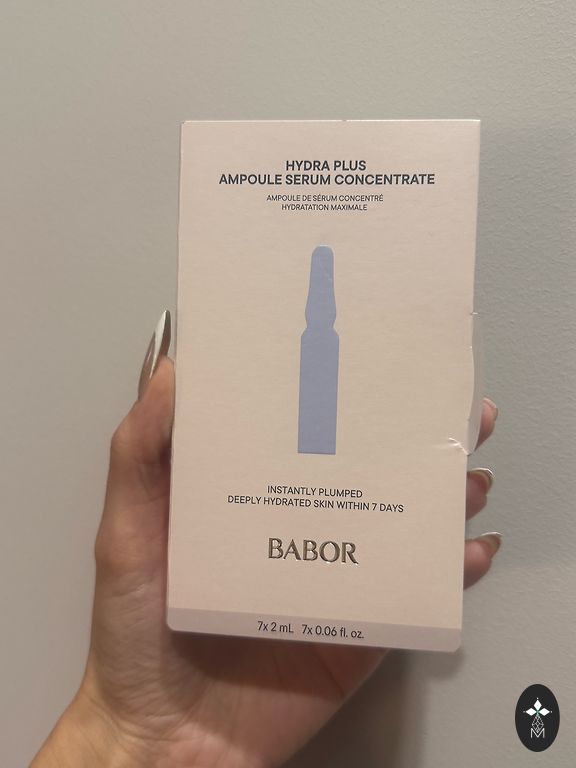 HYDRA PLUS
AMPOULE SERUM CONCENTRATE
AMPOULE DE SÉRUM CONCENTRÉ
HYDRATATION MAXIMALE
INSTANTLY PLUMPED
DEEPLY HYDRATED SKIN WITHIN 7 DAYS
BABOR
7x 2 mL 7x 0.06 fl. oz.
M